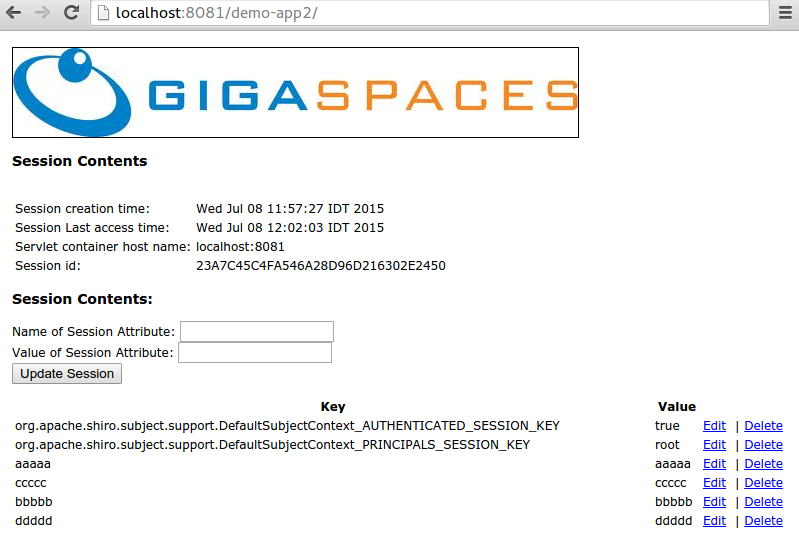 localhost:8081/demo-app2/
GIGASPACES
Session Contents
Session creation time: Wed Jul 08 11:57:27 IDT 2015
Session Last access time: Wed Jul 08 12:02:03 IDT 2015
Servlet container host name: localhost:8081
Session id: 23A7C45C4FA546A28D96D216302E2450
Session Contents:
Name of Session Attribute:
Value of Session Attribute:
Update Session
Key Value
org.apache.shiro.subject.support.DefaultSubjectContext_AUTHENTICATED_SESSION_KEY true Edit | Delete
org.apache.shiro.subject.support.DefaultSubjectContext_PRINCIPALS_SESSION_KEY root Edit | Delete
aaaaa aaaaa Edit | Delete
ccccc ccccc Edit | Delete
bbbbb bbbbb Edit | Delete
ddddd ddddd Edit | Delete